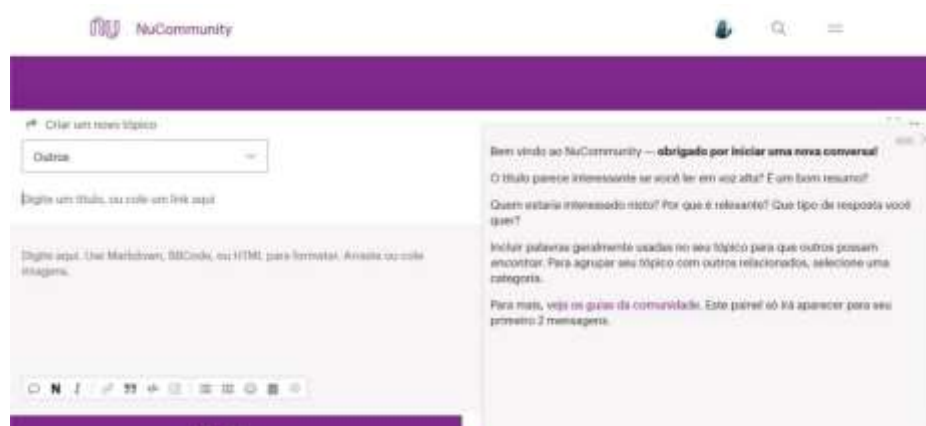 nu NuCommunity
Criar um novo tópico
Outros
Digite um título, ou cole um link aqui
Digite aqui. Use Markdown, BBCode, ou HTML para formatar. Arraste ou cole
imagens.
N I
Bem vindo ao NuCommunity — obrigado por iniciar uma nova conversa!
O título parece interessante se você ler em voz alta? É um bom resumo?
Quem estaria interessado nisto? Por que é relevante? Que tipo de resposta você
quer?
Incluir palavras geralmente usadas no seu tópico para que outros possam
encontrar. Para agrupar seu tópico com outros relacionados, selecione uma
categoria.
Para mais, veja os guias da comunidade. Este painel só irá aparecer para seu
primeiro 2 mensagens.